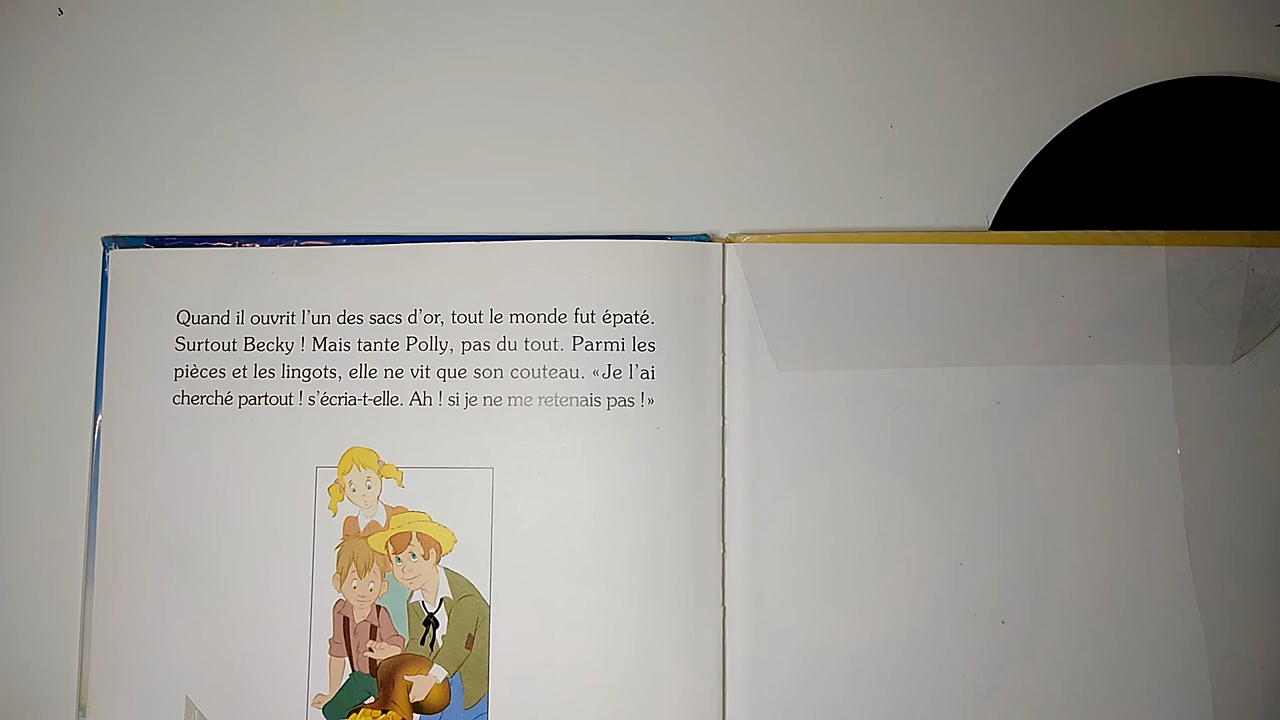 Quand il ouvrit l'un des sacs d'or, tout le monde fut épaté.
Surtout Becky ! Mais tante Polly, pas du tout. Parmi les
pièces et les lingots, elle ne vit que son couteau. «Je l'ai
cherché partout ! s'écria-t-elle. Ah ! si je ne me retenais pas !»